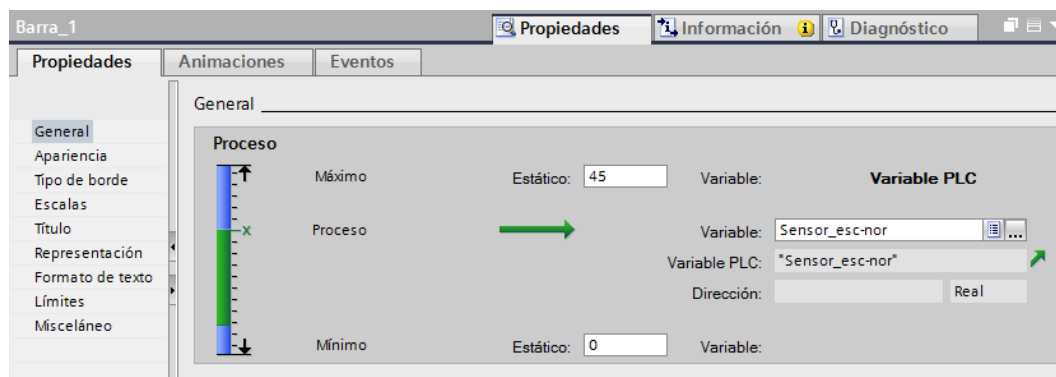 Barra_1 Propiedades Información Diagnóstico
Propiedades Animaciones Eventos
General
General
Apariencia
Tipo de borde
Escalas
Título
Representación
Formato de texto
Límites
Misceláneo
Proceso
Máximo Estático: 45 Variable: Variable PLC
x Proceso Variable: Sensor_esc-nor ...
Variable PLC: "Sensor_esc-nor"
Dirección: Real
Mínimo Estático: 0 Variable: